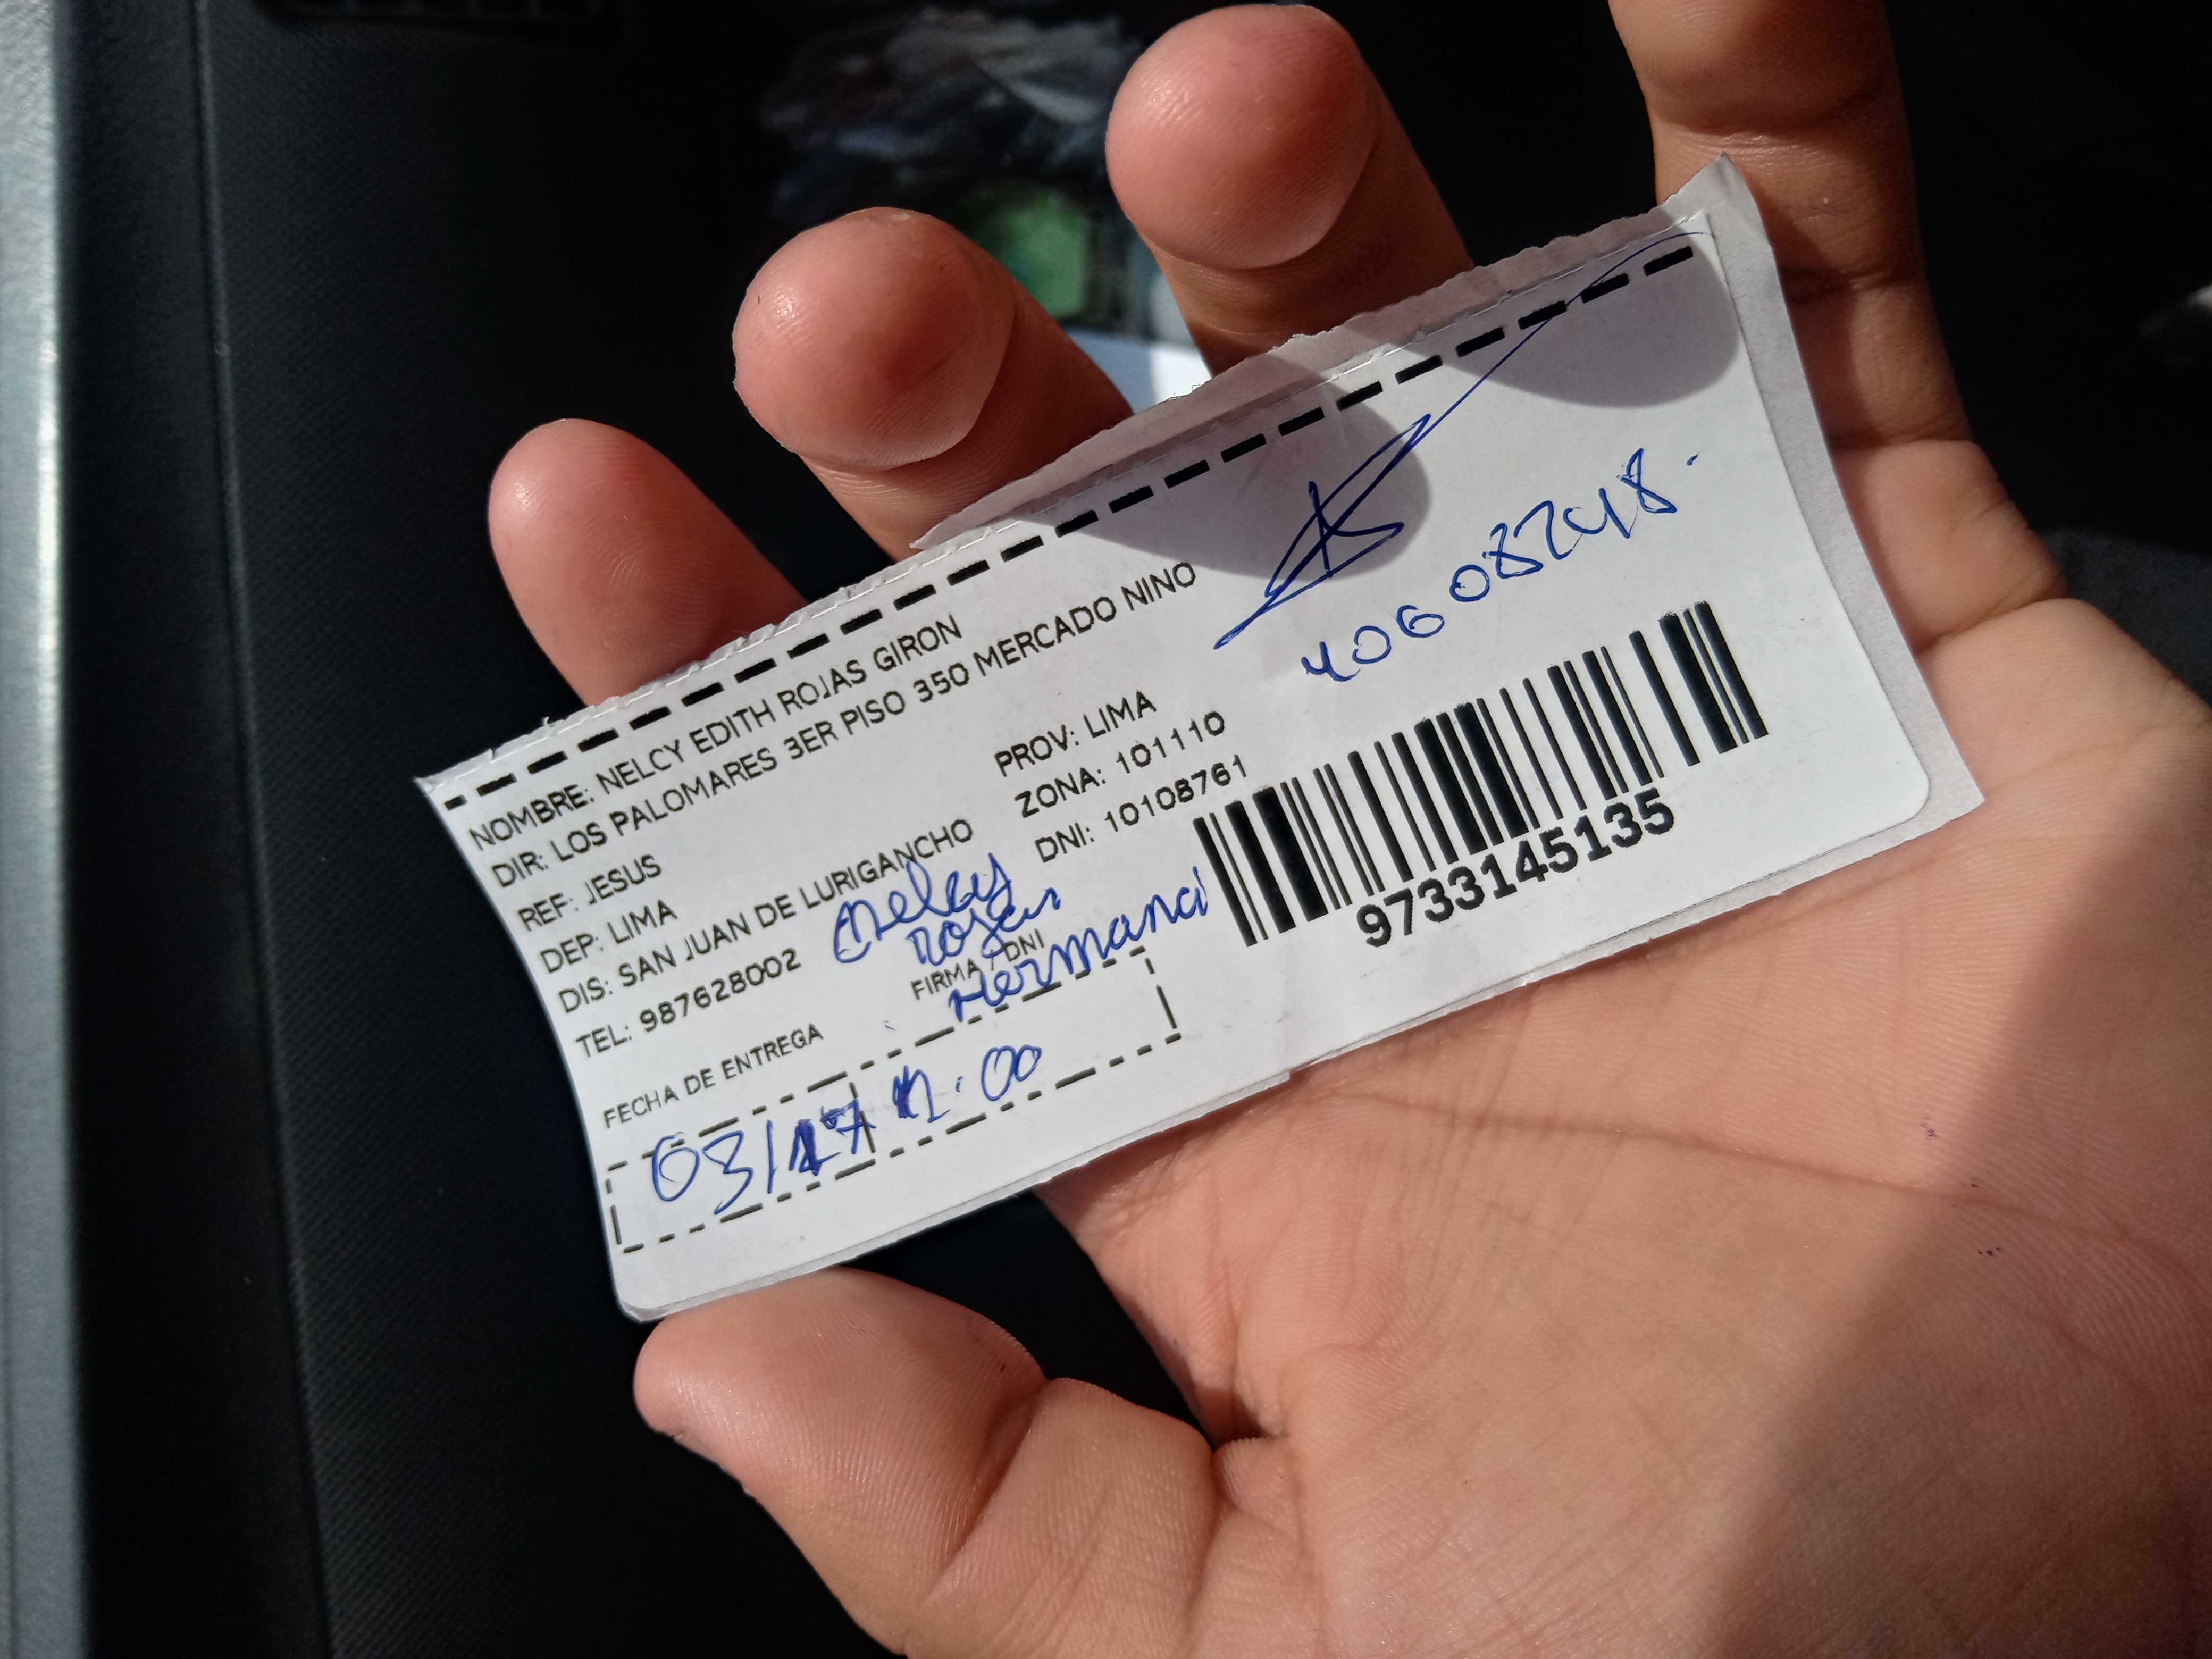 NOMBRE: NELCY EDITH ROJAS GIRON
DIR: LOS PALOMARES 3ER PISO 350 MERCADO NINO
REF: JESUS
DEP: LIMA PROV: LIMA
DIS: SAN JUAN DE LURIGANCHO ZONA: 101110
TEL: 987628002 DNI: 10108761
Rojas
Hermana
FECHA DE ENTREGA FIRMA / DNI
03/17
40608248.
9733145135